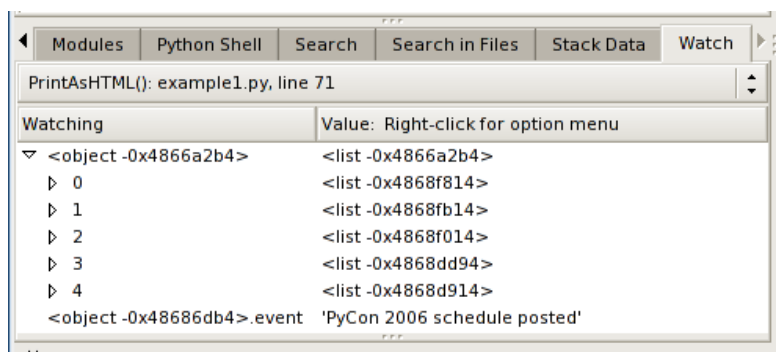 Modules Python Shell Search Search in Files Stack Data Watch
PrintAsHTML(): example1.py, line 71
Watching Value: Right-click for option menu
<object -0x4866a2b4> <list -0x4866a2b4>
0 <list -0x4868f814>
1 <list -0x4868fb14>
2 <list -0x4868f014>
3 <list -0x4868dd94>
4 <list -0x4868d914>
<object -0x48686db4>.event 'PyCon 2006 schedule posted'